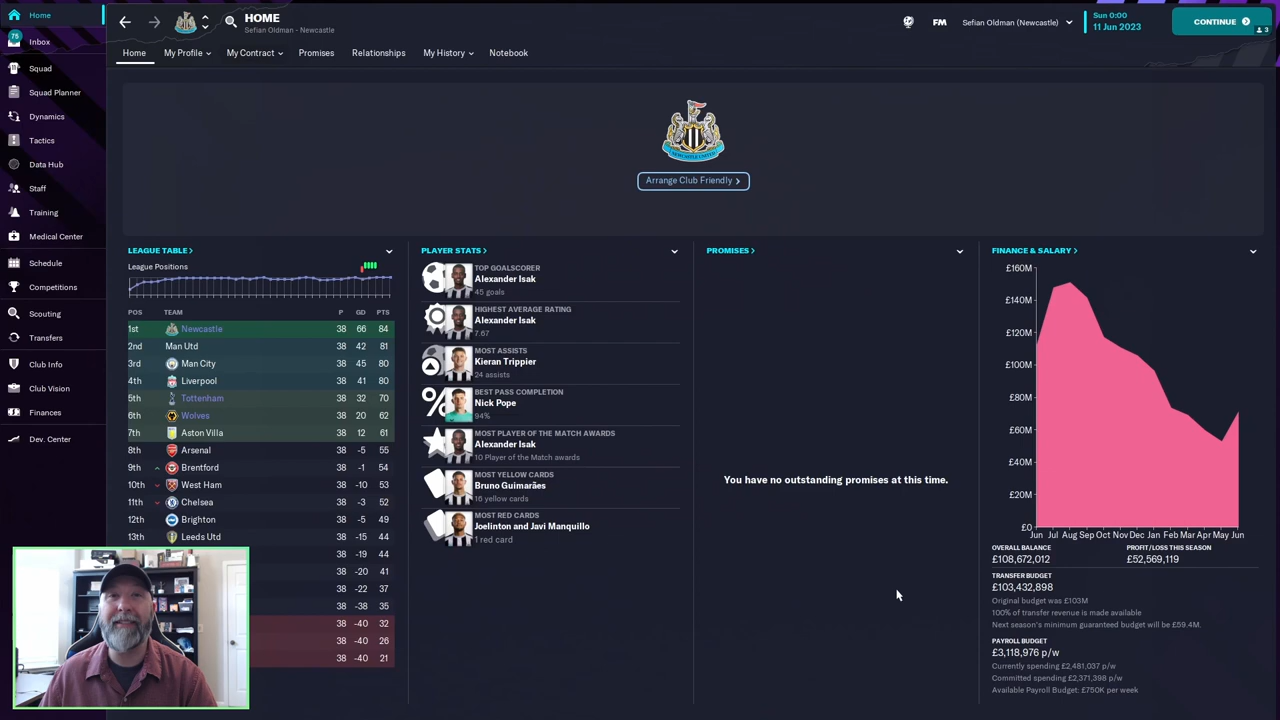 Home
75
Inbox
Squad
Squad Planner
Dynamics
Tactics
Data Hub
Staff
Training
Medical Center
Schedule
Competitions
Scouting
Transfers
Club Info
Club Vision
Finances
Dev. Center
HOME
Sefian Oldman - Newcastle
FM
Sefian Oldman (Newcastle)
Sun 0:00
11 Jun 2023
CONTINUE
3
Home My Profile My Contract Promises Relationships My History Notebook
NEWCASTLE UNITED
Arrange Club Friendly
LEAGUE TABLE
League Positions
POS TEAM P GD PTS
1st Newcastle 38 66 84
2nd Man Utd 38 42 81
3rd Man City 38 45 80
4th Liverpool 38 41 80
5th Tottenham 38 32 70
6th Wolves 38 20 62
7th Aston Villa 38 12 61
8th Arsenal 38 -5 55
9th Brentford 38 -1 54
10th West Ham 38 -10 53
11th Chelsea 38 -3 52
12th Brighton 38 -5 49
13th Leeds Utd 38 -15 44
38 -19 44
38 -20 41
38 -22 37
38 -38 35
38 -40 32
38 -40 26
38 -40 21
PLAYER STATS
TOP GOALSCORER
Alexander Isak
45 goals
HIGHEST AVERAGE RATING
Alexander Isak
7.67
MOST ASSISTS
Kieran Trippier
24 assists
BEST PASS COMPLETION
Nick Pope
94%
MOST PLAYER OF THE MATCH AWARDS
Alexander Isak
10 Player of the Match awards
MOST YELLOW CARDS
Bruno Guimarães
16 yellow cards
MOST RED CARDS
Joelinton and Javi Manquillo
1 red card
PROMISES
You have no outstanding promises at this time.
FINANCE & SALARY
£160M
£140M
£120M
£100M
£80M
£60M
£40M
£20M
£0
Jun Jul Aug Sep Oct Nov Dec Jan Feb Mar Apr May Jun
OVERALL BALANCE PROFIT/LOSS THIS SEASON
£108,672,012 £52,569,119
TRANSFER BUDGET
£103,432,898
Original budget was £103M
100% of transfer revenue is made available
Next season's minimum guaranteed budget will be £59.4M.
PAYROLL BUDGET
£3,118,976 p/w
Currently spending £2,481,037 p/w
Committed spending £2,371,398 p/w
Available Payroll Budget: £750K per week